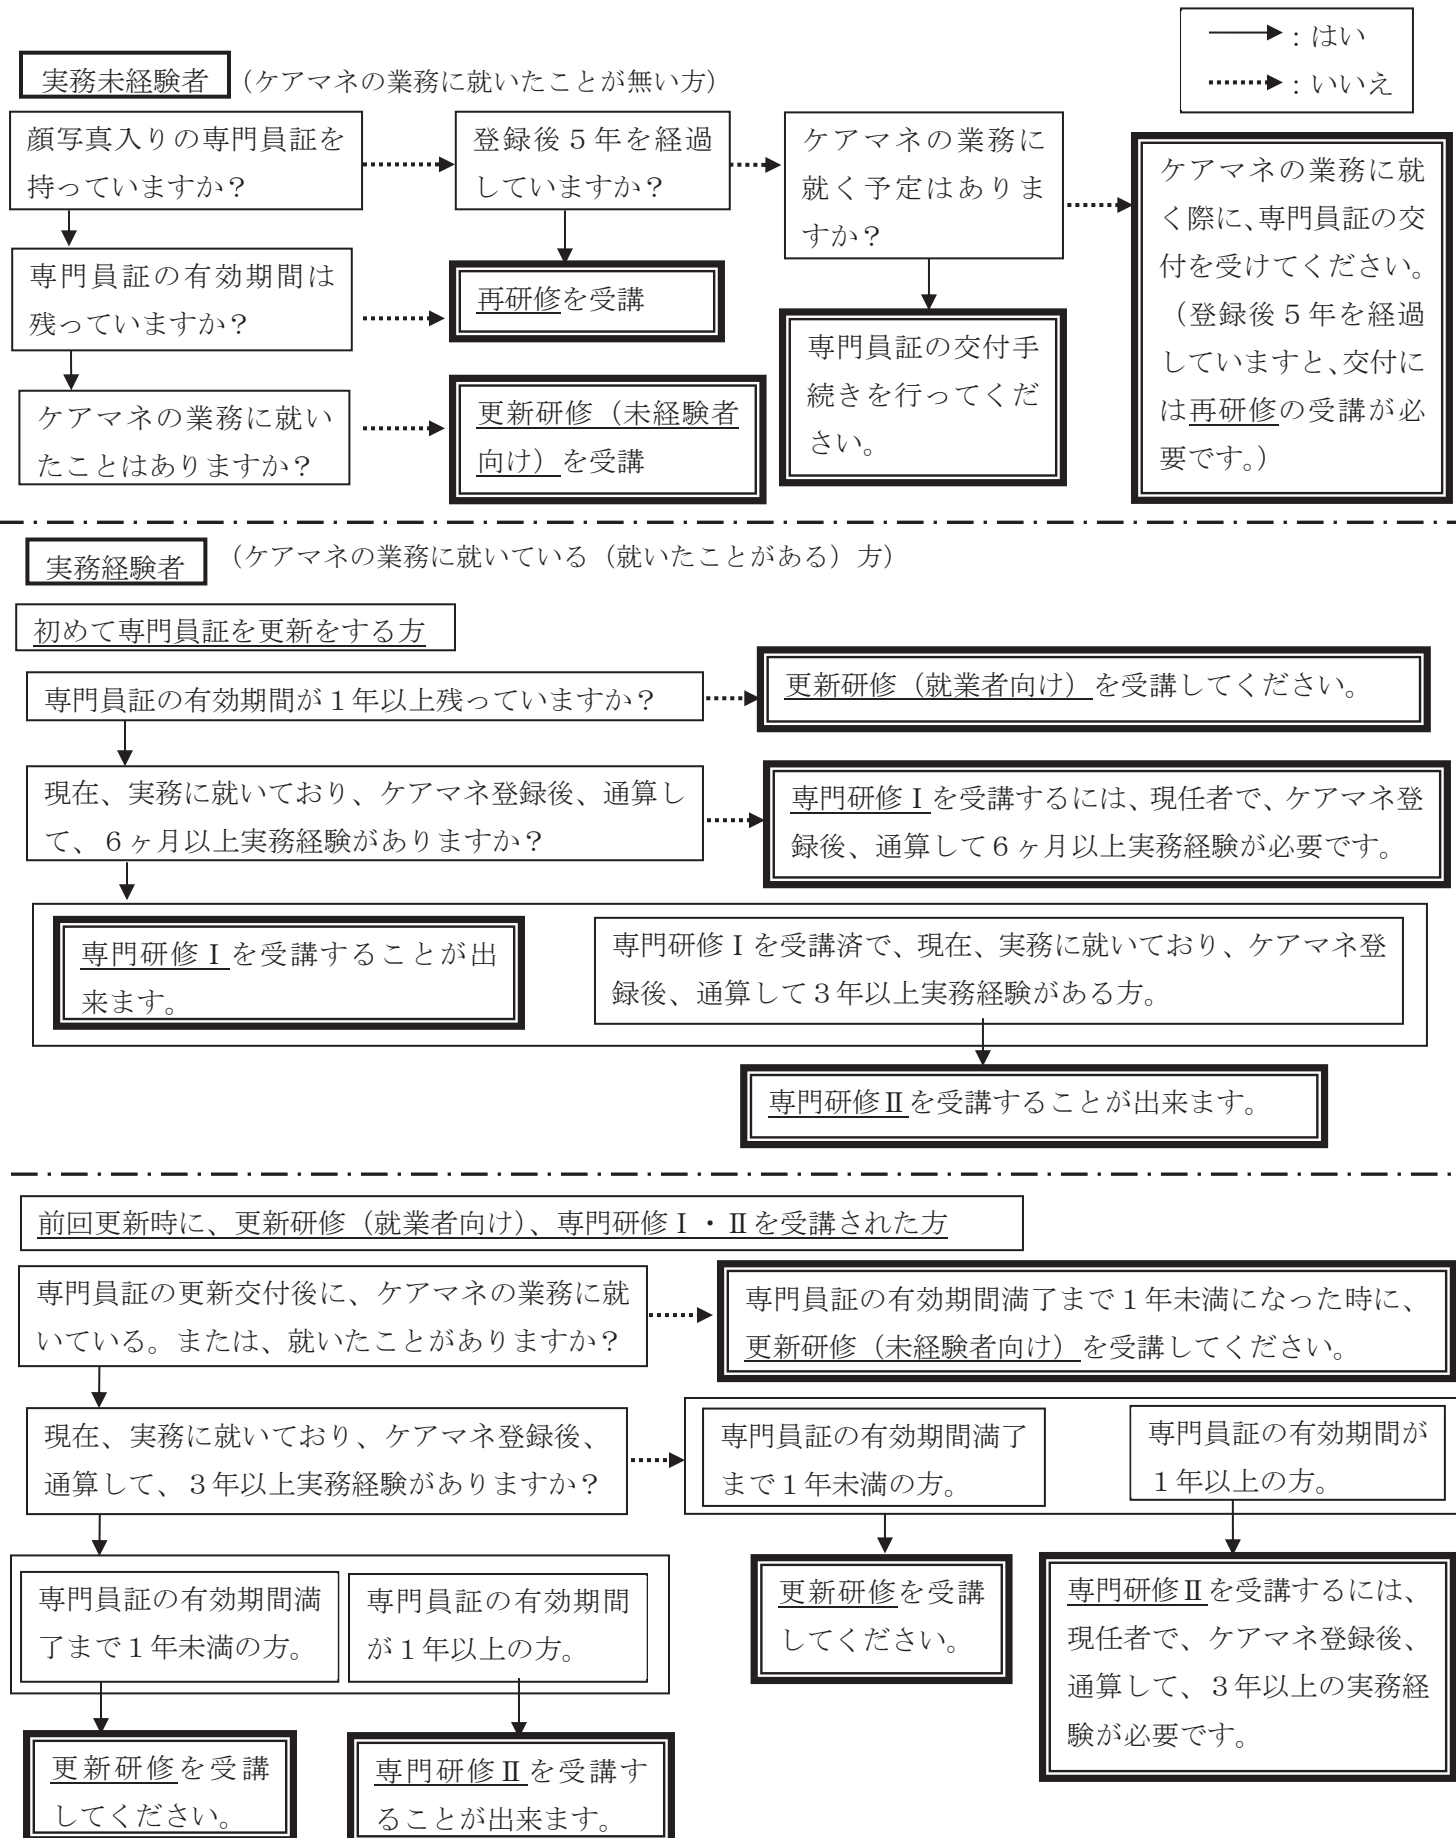 ：はい
：いいえ
実務未経験者
（ケアマネの業務に就いたことが無い方）
顔写真入りの専門員証を
持っていますか？
登録後５年を経過
していますか？
ケアマネの業務に
就く予定はありま
すか？
ケアマネの業務に就
く際に、専門員証の交
付を受けてください。
（登録後５年を経過
していますと、交付に
は再研修の受講が必
要です。）
専門員証の有効期間は
残っていますか？
再研修を受講
専門員証の交付手
続きを行ってくだ
さい。
ケアマネの業務に就い
たことはありますか？
更新研修（未経験者
向け）を受講
実務経験者
（ケアマネの業務に就いている（就いたことがある）方）
初めて専門員証を更新をする方
専門員証の有効期間が１年以上残っていますか？
更新研修（就業者向け）を受講してください。
現在、実務に就いており、ケアマネ登録後、通算し
て、６ヶ月以上実務経験がありますか？
専門研修Ⅰを受講するには、現任者で、ケアマネ登
録後、通算して６ヶ月以上実務経験が必要です。
専門研修Ⅰを受講することが出
来ます。
専門研修Ⅰを受講済で、現在、実務に就いており、ケアマネ登
録後、通算して３年以上実務経験がある方。
専門研修Ⅱを受講することが出来ます。
前回更新時に、更新研修（就業者向け）、専門研修Ⅰ・Ⅱを受講された方
専門員証の更新交付後に、ケアマネの業務に就
いている。または、就いたことがありますか？
専門員証の有効期間満了まで１年未満になった時に、
更新研修（未経験者向け）を受講してください。
現在、実務に就いており、ケアマネ登録後、
通算して、３年以上実務経験がありますか？
専門員証の有効期間満了
まで１年未満の方。
専門員証の有効期間が
１年以上の方。
専門員証の有効期間満
了まで１年未満の方。
専門員証の有効期間
が１年以上の方。
更新研修を受講
してください。
専門研修Ⅱを受講するには、
現任者で、ケアマネ登録後、
通算して、３年以上の実務経
験が必要です。
更新研修を受講
してください。
専門研修Ⅱを受講す
ることが出来ます。